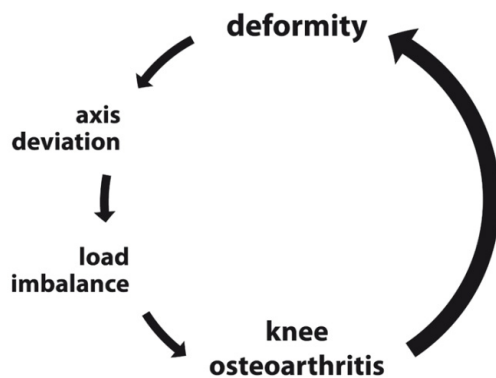 deformity
axis
deviation
load
imbalance
knee
osteoarthritis